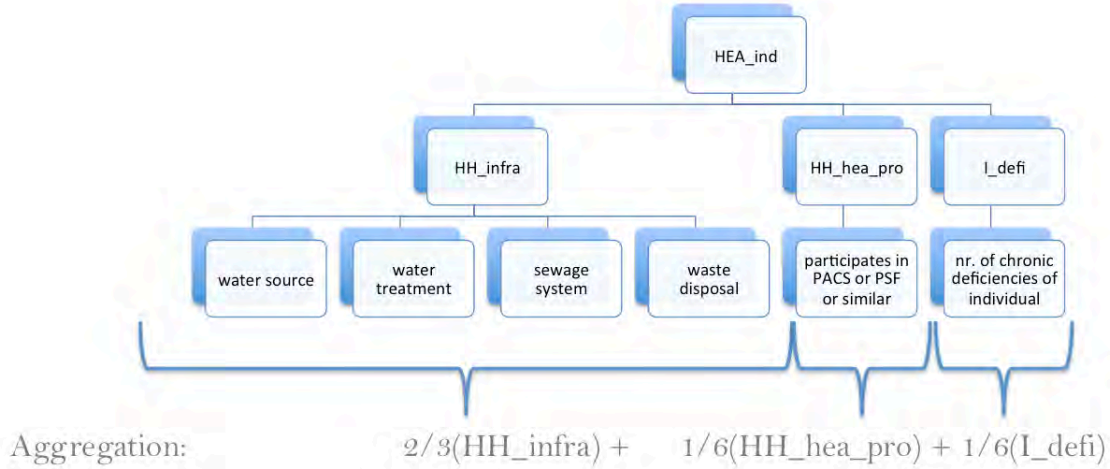 HEA_ind
HH_infra
HH_hea_pro
I_defi
water source
water
treatment
sewage
system
waste
disposal
participates in
PACS or PSF
or similar
nr. of chronic
deficiencies of
individual
Aggregation: 2/3(HH_infra) + 1/6(HH_hea_pro) + 1/6(I_defi)